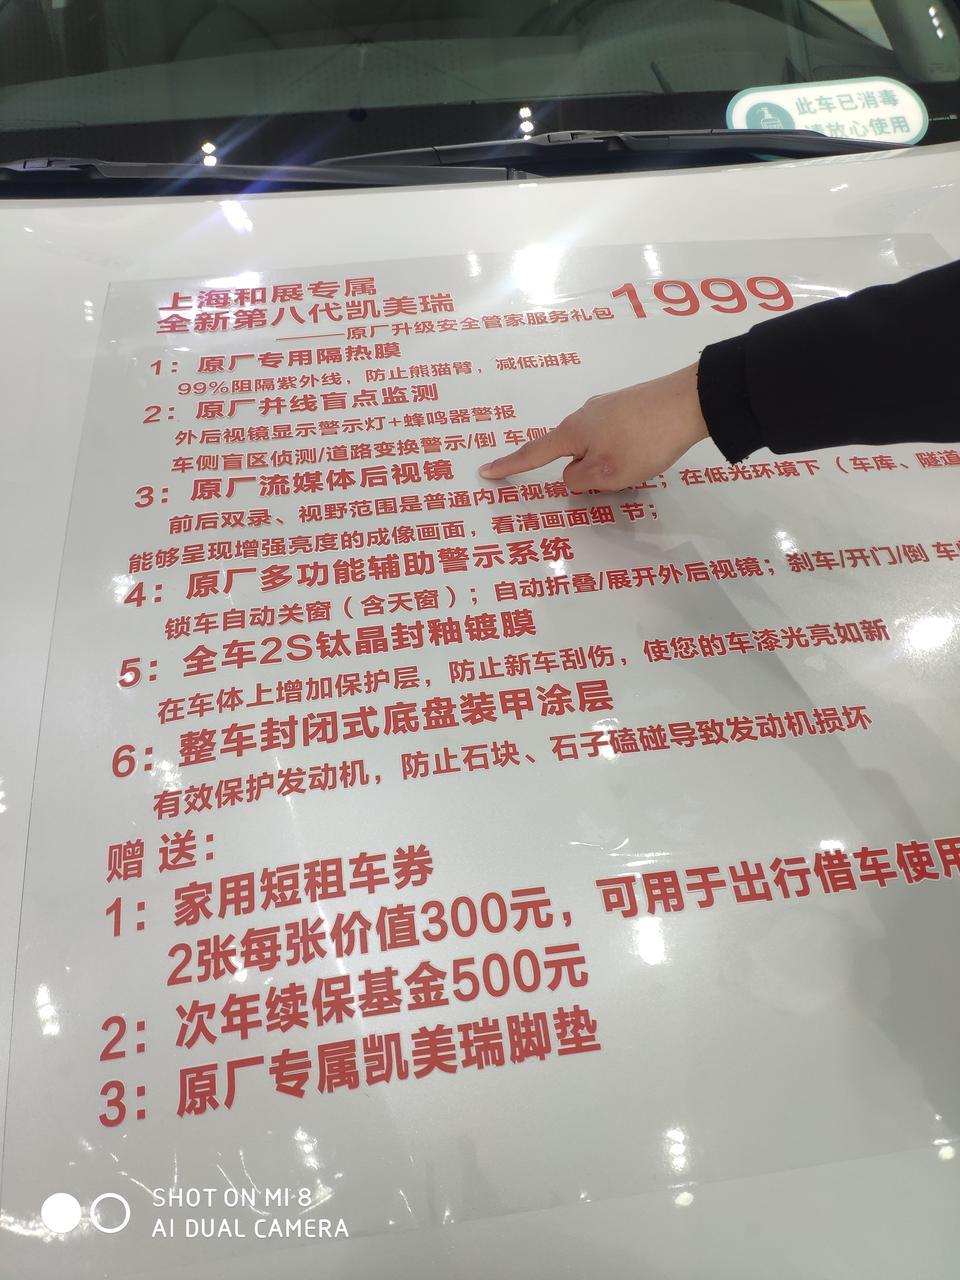 此车已消毒
放心使用
上海和展专属
全新第八代凯美瑞
———原厂升级安全管家服务礼包1999
1：原厂专用隔热膜
99%阻隔紫外线，防止熊猫臂，减低油耗
2：原厂并线盲点监测
外后视镜显示警示灯+蜂鸣器警报
车侧盲区侦测/道路变换警示/倒 车侧
3：原厂流媒体后视镜
前后双录、视野范围是普通内后视镜 ；在低光环境下（车库、隧道
能够呈现增强亮度的成像画面，看清画面细 节；
4：原厂多功能辅助警示系统
锁车自动关窗（含天窗）；自动折叠/展开外后视镜；刹车/开门/倒 车
5：全车2S钛晶封釉镀膜
在车体上增加保护层，防止新车刮伤，使您的车漆光亮如新
6：整车封闭式底盘装甲涂层
有效保护发动机，防止石块、石子磕碰导致发动机损坏
赠 送：
1：家用短租车券
2张每张价值300元，可用于出行借车使用
2：次年续保基金500元
3：原厂专属凯美瑞脚垫
SHOT ON MI 8
AI DUAL CAMERA